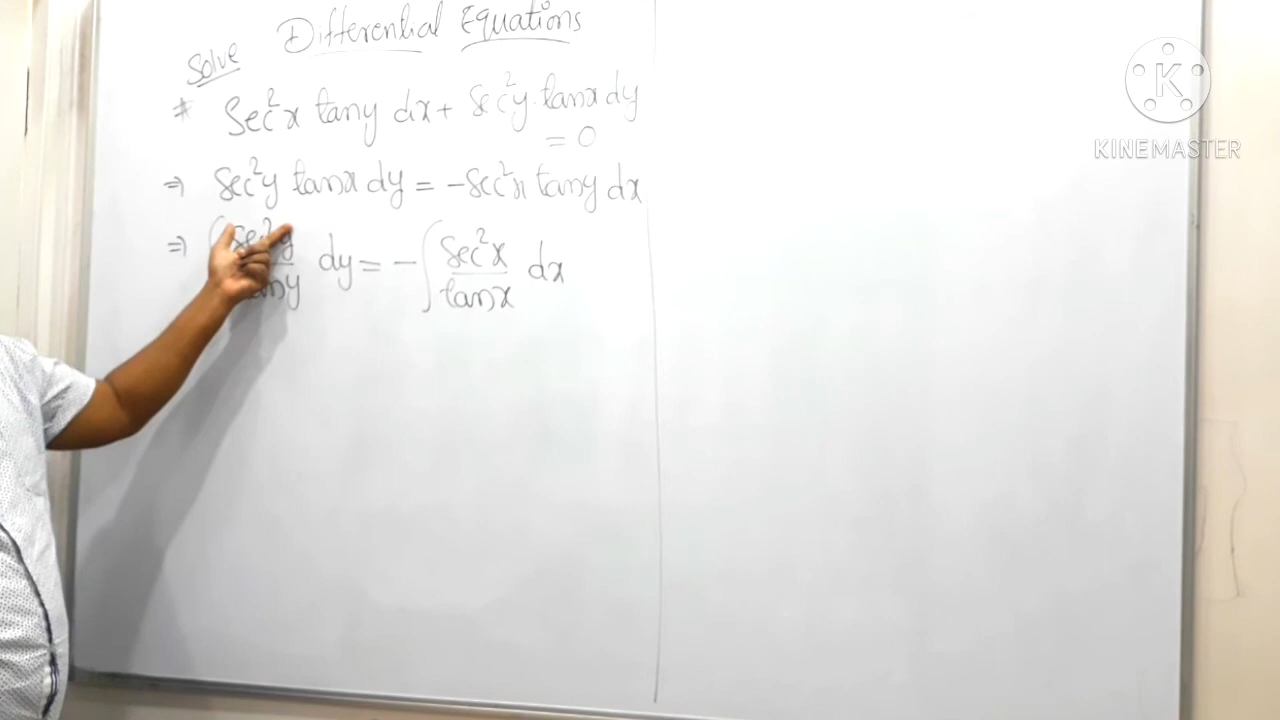 Differential Equations
Solve
* Sec²x tany dx + Sec²y. tanx dy
= 0
⇒ Sec²y tanx dy = -Sec²x tany dx
⇒ ∫ sec²y/tany dy = - ∫ Sec²x/tanx dx
K
KINEMASTER